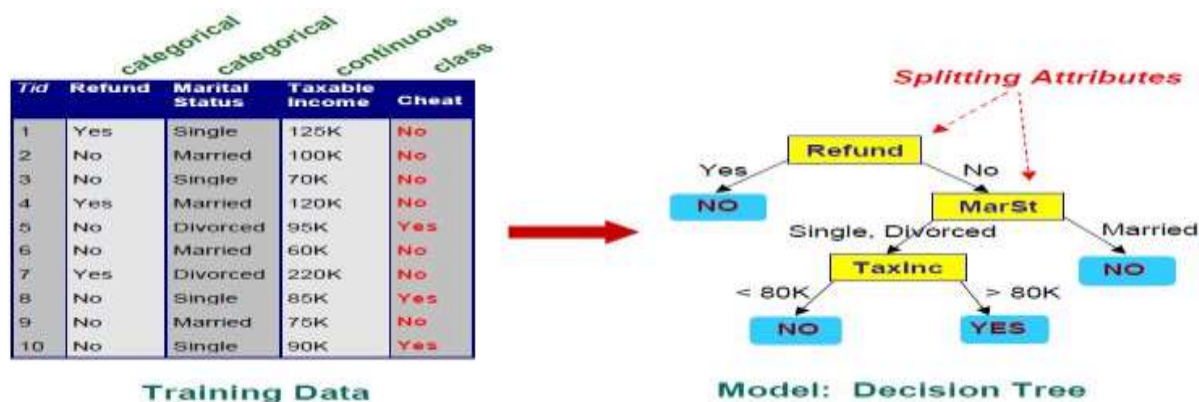 categorical
categorical
continuous
class
Tid Refund Marital Status Taxable Income Cheat
1 Yes Single 125K No
2 No Married 100K No
3 No Single 70K No
4 Yes Married 120K No
5 No Divorced 95K Yes
6 No Married 60K No
7 Yes Divorced 220K No
8 No Single 85K Yes
9 No Married 75K No
10 No Single 90K Yes
Training Data
Splitting Attributes
Refund
Yes No
NO MarSt
Single, Divorced Married
TaxInc NO
< 80K > 80K
NO YES
Model: Decision Tree